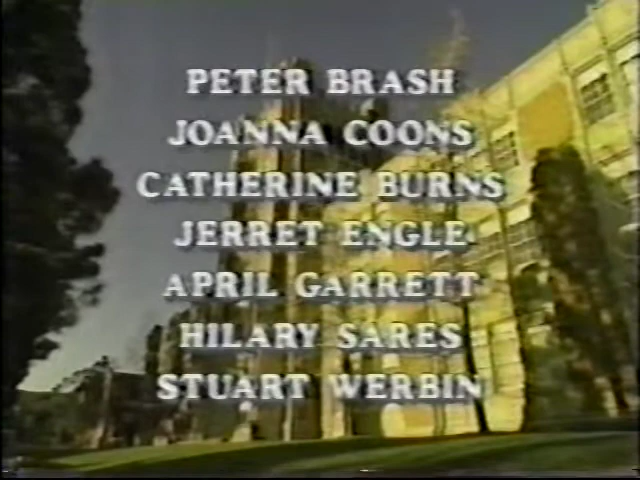 PETER BRASH
JOANNA COONS
CATHERINE BURNS
JERRET ENGLE
APRIL GARRETT
HILARY SARES
STUART WERBIN